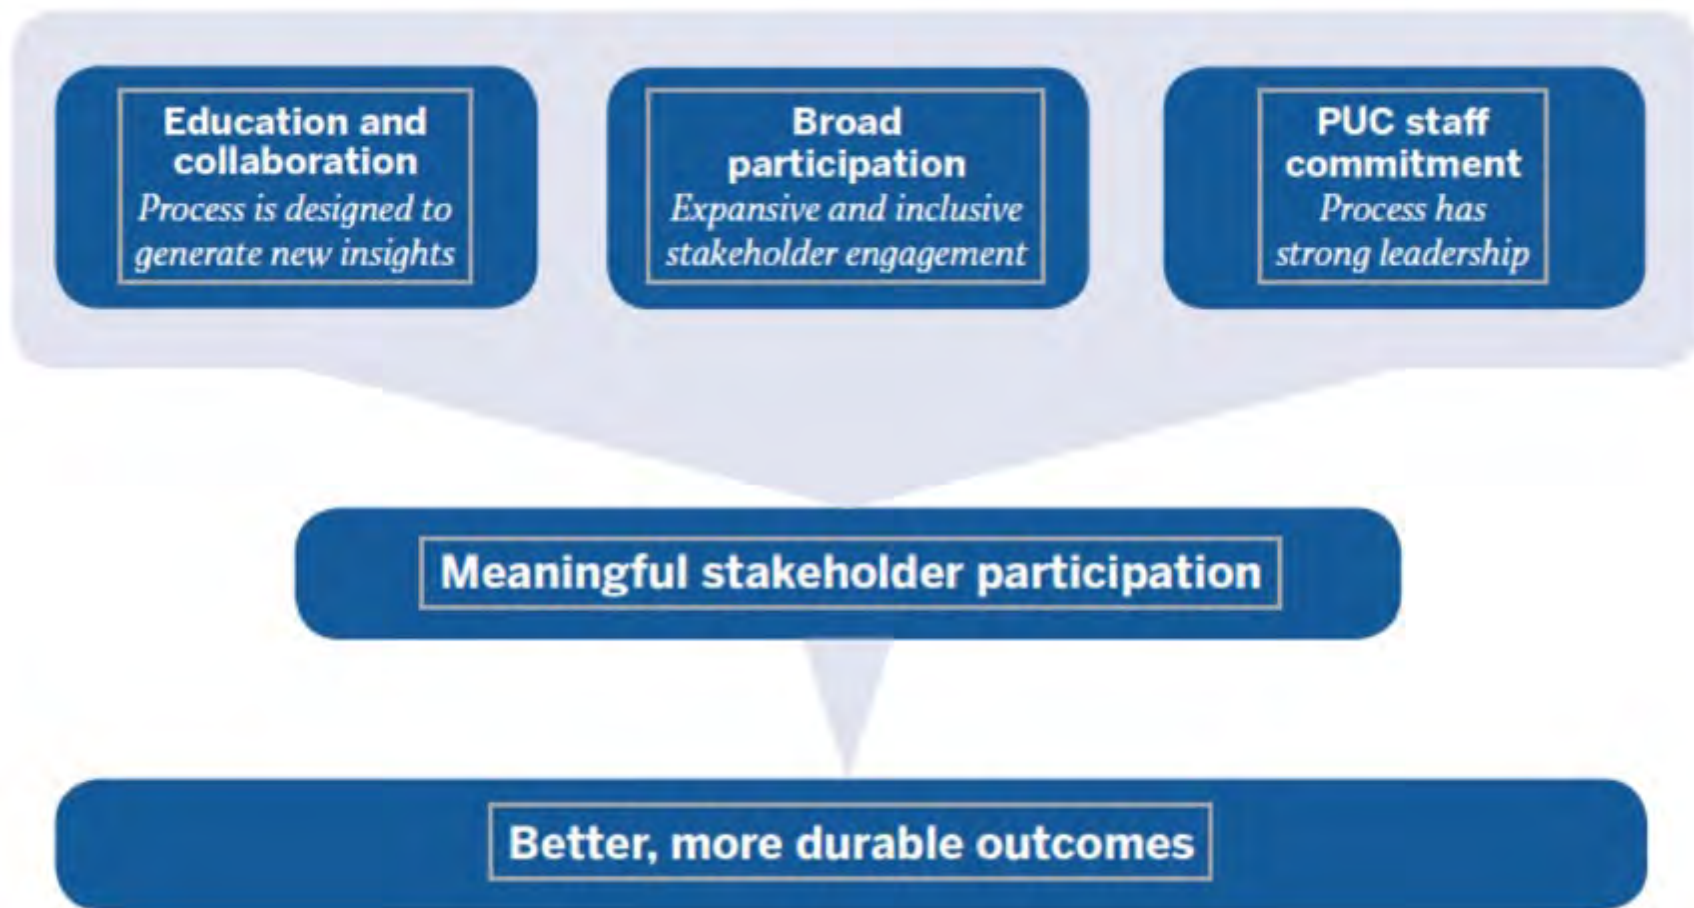 Education and
collaboration
Process is designed to
generate new insights
Broad
participation
Expansive and inclusive
stakeholder engagement
PUC staff
commitment
Process has
strong leadership
Meaningful stakeholder participation
Better, more durable outcomes